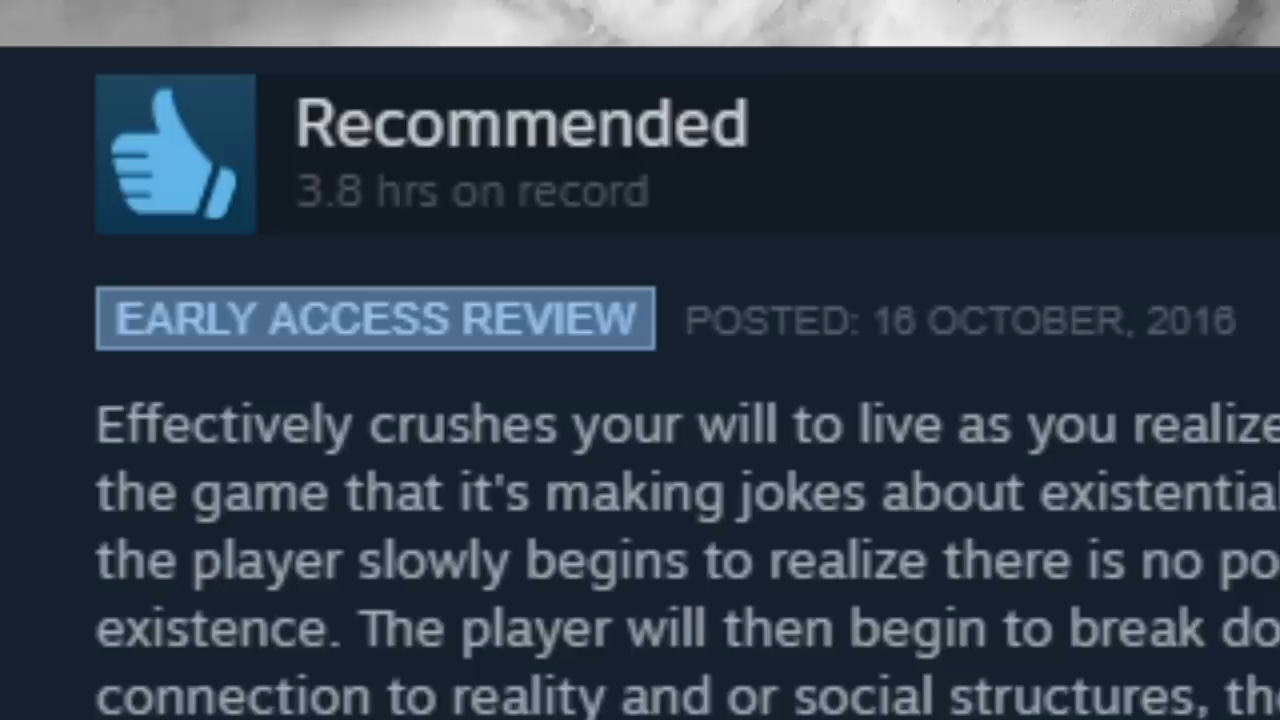 Recommended
3.8 hrs on record
EARLY ACCESS REVIEW POSTED: 16 OCTOBER, 2016
Effectively crushes your will to live as you realize
the game that it's making jokes about existential
the player slowly begins to realize there is no po
existence. The player will then begin to break do
connection to reality and or social structures, the